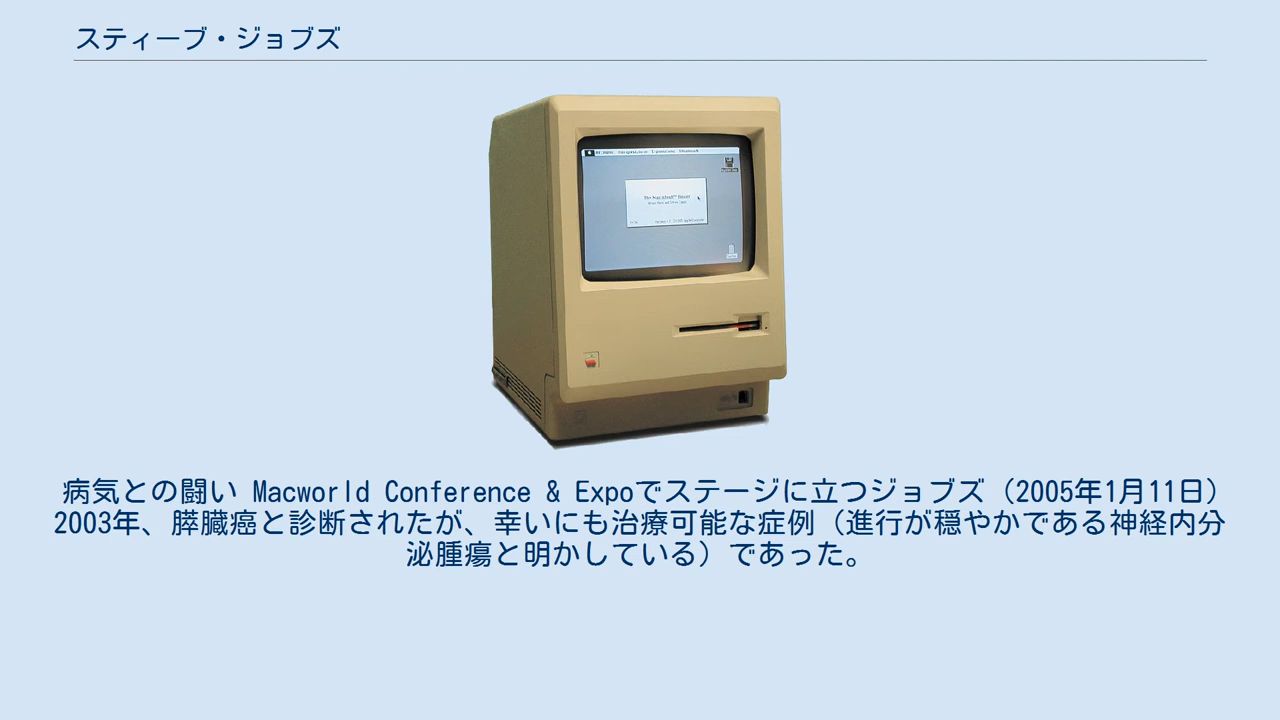 スティーブ・ジョブズ
病気との闘い Macworld Conference & Expoでステージに立つジョブズ（2005年1月11日）
2003年、膵臓癌と診断されたが、幸いにも治療可能な症例（進行が穏やかである神経内分
泌腫瘍と明かしている）であった。